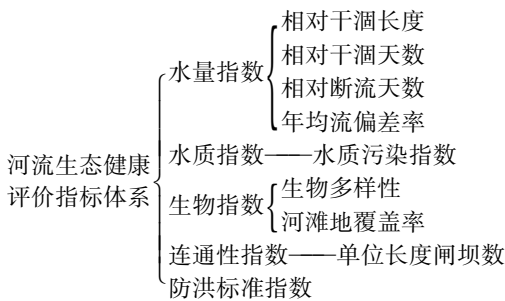 相对干涸长度
水量指数
相对干涸天数
相对断流天数
年均流偏差率
河流生态健康
评价指标体系
水质指数——水质污染指数
生物指数
生物多样性
河滩地覆盖率
连通性指数——单位长度闸坝数
防洪标准指数